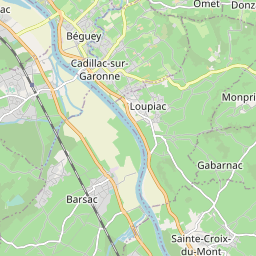 Omet
Donz
ac
Béguey
Cadillac-sur-
Garonne
Loupiac
Monpri
Gabarnac
Barsac
Sainte-Croix-
du-Mont